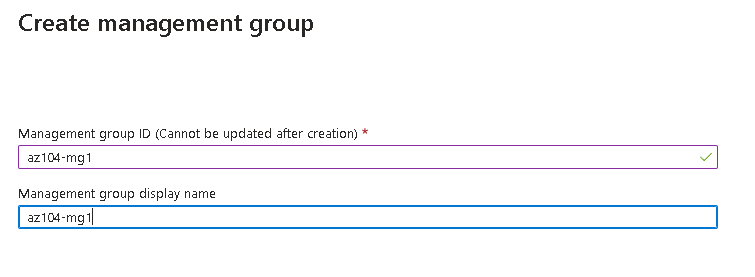 Create management group
Management group ID (Cannot be updated after creation) *
az104-mg1
Management group display name
az104-mg1